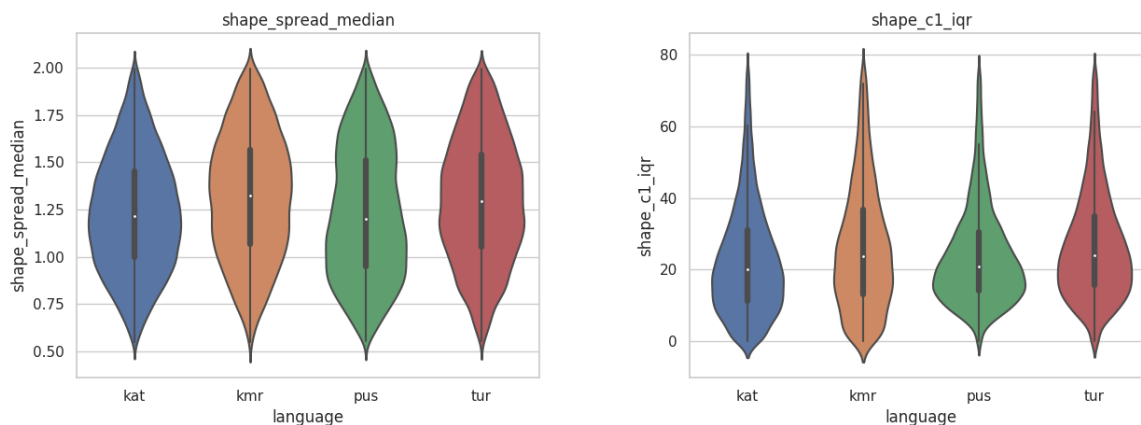 shape_spread_median
shape_spread_median
2.00
1.75
1.50
1.25
1.00
0.75
0.50
kat kmr pus tur
language
shape_c1_iqr
shape_c1_iqr
80
60
40
20
0
kat kmr pus tur
language